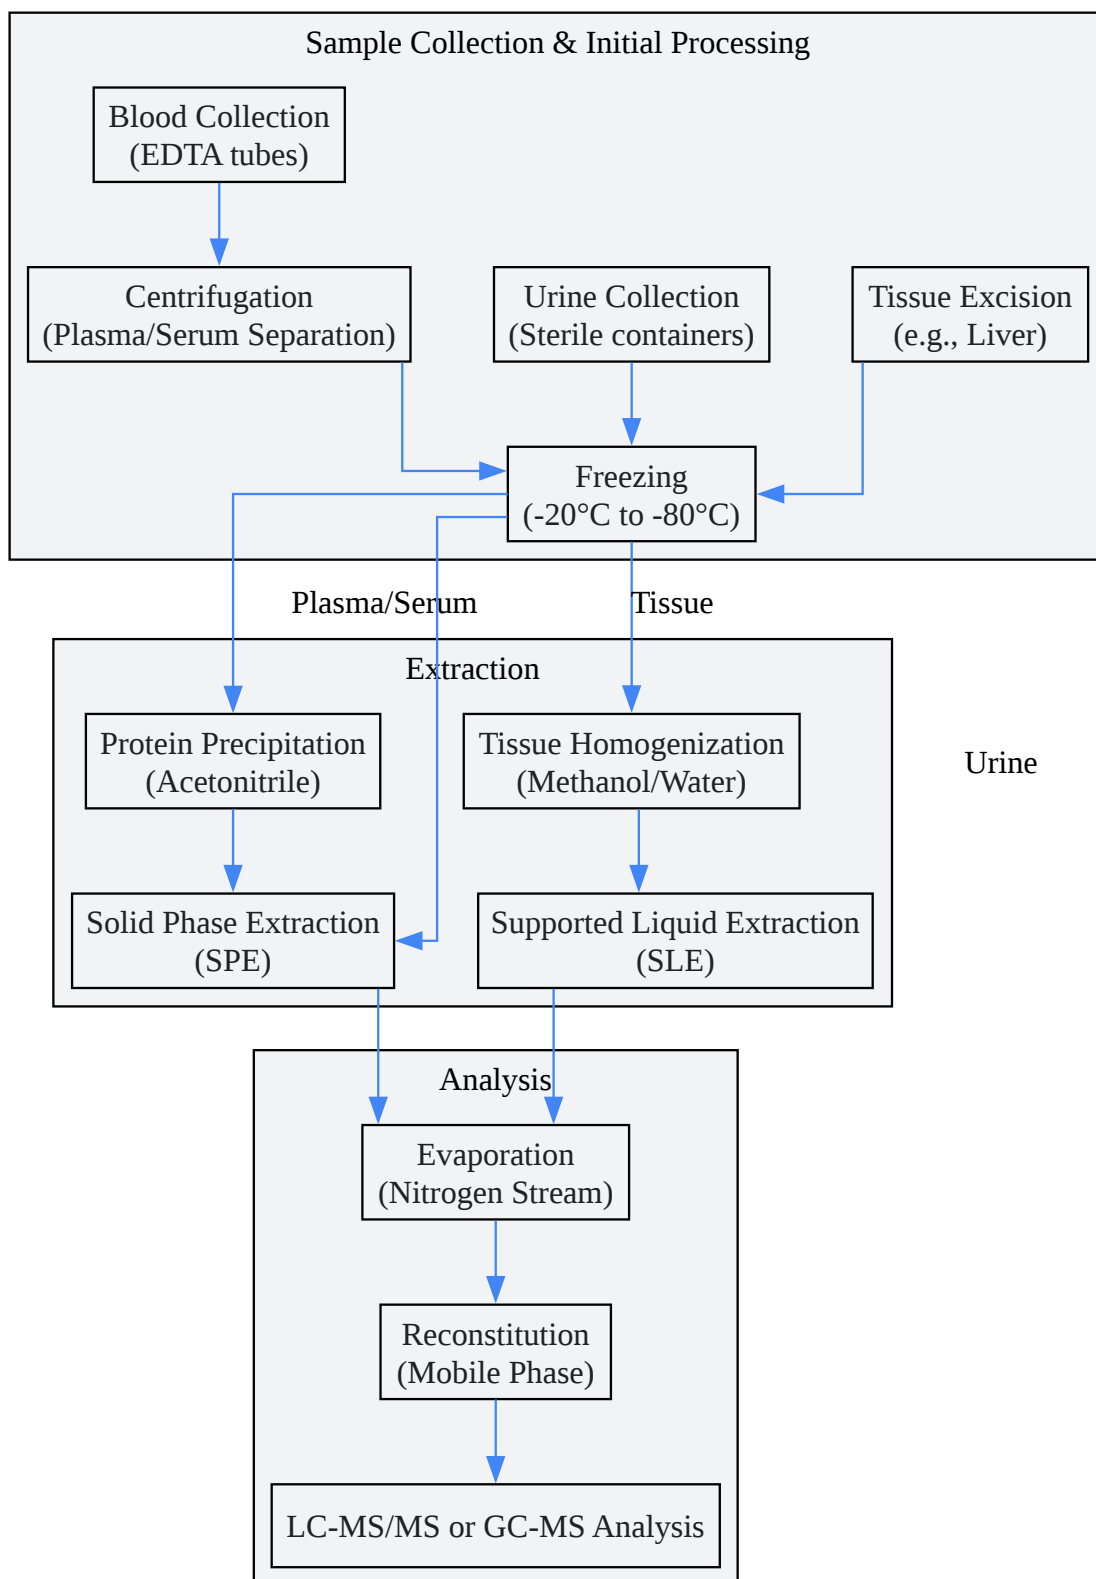 Sample Collection & Initial Processing
Blood Collection
(EDTA tubes)
Centrifugation
(Plasma/Serum Separation)
Urine Collection
(Sterile containers)
Tissue Excision
(e.g., Liver)
Freezing
(-20°C to -80°C)
Plasma/Serum
Tissue
Extraction
Protein Precipitation
(Acetonitrile)
Tissue Homogenization
(Methanol/Water)
Urine
Solid Phase Extraction
(SPE)
Supported Liquid Extraction
(SLE)
Analysis
Evaporation
(Nitrogen Stream)
Reconstitution
(Mobile Phase)
LC-MS/MS or GC-MS Analysis